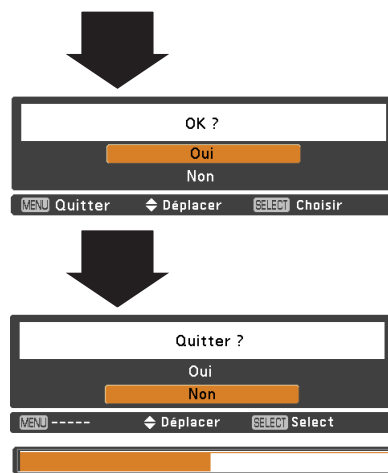 OK ?
Oui
Non
MENU Quitter Déplacer SELECT Choisir
Quitter ?
Oui
Non
MENU ----- Déplacer SELECT Select